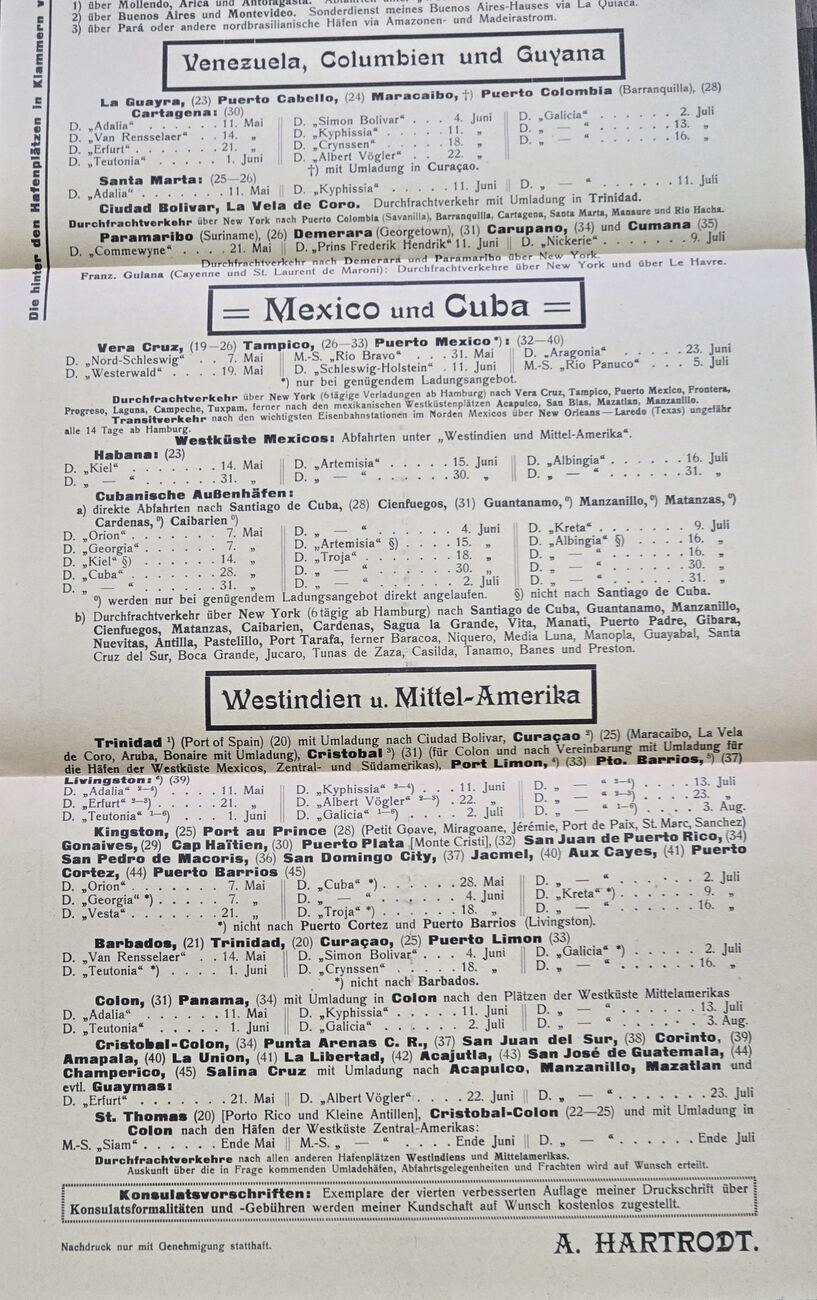 1) über Mollendo, Arica und Antofagasta.
2) über Buenos Aires und Montevideo. Sonderdienst meines Buenos Aires-Hauses via La Quiaca.
3) über Pará oder andere nordbrasilianische Häfen via Amazonen- und Madeirastrom.
Die hinter den Hafenplätzen in Klammern
Venezuela, Columbien und Guyana
La Guayra, (23) Puerto Cabello, (24) Maracaibo, †) Puerto Colombia (Barranquilla), (28)
Cartagena: (30)
D. „Adalia“ . . . . . . . 11. Mai || D. „Simon Bolivar“ . . . 4. Juni || D. „Galicia“ . . . . . . 2. Juli
D. „Van Rensselaer“ . . . 14. „ || D. „Kyphissia“ . . . . 11. „ || D. „ — “ . . . . . . 13. „
D. „Erfurt“ . . . . . . . 21. „ || D. „Crynssen“ . . . . 18. „ || D. „ — “ . . . . . . 16. „
D. „Teutonia“ . . . . . . 1. Juni || D. „Albert Vögler“ . . 22. „ ||
†) mit Umladung in Curaçao.
Santa Marta: (25—26)
D. „Adalia“ . . . . . . . 11. Mai || D. „Kyphissia“ . . . . . 11. Juni || D. „ — “ . . . . . . 11. Juli
Ciudad Bolivar, La Vela de Coro. Durchfrachtverkehr mit Umladung in Trinidad.
Durchfrachtverkehr über New York nach Puerto Colombia (Savanilla), Barranquilla, Cartagena, Santa Marta, Manaure und Rio Hacha.
Paramaribo (Suriname), (26) Demerara (Georgetown), (31) Carupano, (34) und Cumana (35)
D. „Commewyne“ . . . . 21. Mai || D. „Prins Frederik Hendrik“ 11. Juni || D. „Nickerie“ . . . . . 9. Juli
Durchfrachtverkehr nach Demerara und Paramaribo über New York.
Franz. Guiana (Cayenne und St. Laurent de Maroni): Durchfrachtverkehre über New York und über Le Havre.
= Mexico und Cuba =
Vera Cruz, (19—26) Tampico, (26—33) Puerto Mexico*): (32—40)
D. „Nord-Schleswig“ . . 7. Mai || M.-S. „Rio Bravo“ . . . 31. Mai || D. „Aragonia“ . . . . . 23. Juni
D. „Westerwald“ . . . . 19. Mai || D. „Schleswig-Holstein“ . 11. Juni || M.-S. „Rio Panuco“ . . . 5. Juli
*) nur bei genügendem Ladungsangebot.
Durchfrachtverkehr über New York (6tägige Verladungen ab Hamburg) nach Vera Cruz, Tampico, Puerto Mexico, Frontera,
Progreso, Laguna, Campeche, Tuxpam, ferner nach den mexikanischen Westküstenplätzen Acapulco, San Blas, Mazatlan, Manzanillo.
Transitverkehr nach den wichtigsten Eisenbahnstationen im Norden Mexicos über New Orleans—Laredo (Texas) ungefähr
alle 14 Tage ab Hamburg.
Westküste Mexicos: Abfahrten unter „Westindien und Mittel-Amerika“.
Habana: (23)
D. „Kiel“ . . . . . . . 14. Mai || D. „Artemisia“ . . . . . 15. Juni || D. „Albingia“ . . . . . 16. Juli
D. „ — “ . . . . . . . 31. „ || D. „ — “ . . . . . 30. „ || D. „ — “ . . . . . 31. „
Cubanische Außenhäfen:
a) direkte Abfahrten nach Santiago de Cuba, (28) Cienfuegos, (31) Guantanamo, ⁰) Manzanillo, ⁰) Matanzas, ⁰)
Cardenas, ⁰) Caibarien ⁰)
D. „Orion“ . . . . . . . 7. Mai || D. „ — “ . . . . . 4. Juni || D. „Kreta“ . . . . . . 9. Juli
D. „Georgia“ . . . . . . 7. „ || D. „Artemisia §) . . . . 15. „ || D. „Albingia“ §) . . . . 16. „
D. „Kiel“ §) . . . . . . 14. „ || D. „Troja“ . . . . . . 18. „ || D. „ — “ . . . . . . 16. „
D. „Cuba“ . . . . . . . 28. „ || D. „ — “ . . . . . . 30. „ || D. „ — “ . . . . . . 30. „
D. „ — “ . . . . . . . 31. „ || D. „ — “ . . . . . . 2. Juli || D. „ — “ . . . . . . 31. „
⁰) werden nur bei genügendem Ladungsangebot direkt angelaufen. §) nicht nach Santiago de Cuba.
b) Durchfrachtverkehr über New York (6tägig ab Hamburg) nach Santiago de Cuba, Guantanamo, Manzanillo,
Cienfuegos, Matanzas, Caibarien, Cardenas, Sagua la Grande, Vita, Manati, Puerto Padre, Gibara,
Nuevitas, Antilla, Pastelillo, Port Tarafa, ferner Baracoa, Niquero, Media Luna, Manopla, Guayabal, Santa
Cruz del Sur, Boca Grande, Jucaro, Tunas de Zaza, Casilda, Tanamo, Banes und Preston.
Westindien u. Mittel-Amerika
Trinidad ¹) (Port of Spain) (20) mit Umladung nach Ciudad Bolivar, Curaçao ²) (25) (Maracaibo, La Vela
de Coro, Aruba, Bonaire mit Umladung), Cristobal ³) (31) (für Colon und nach Vereinbarung mit Umladung für
die Häfen der Westküste Mexicos, Zentral- und Südamerikas), Port Limon, ⁴) (33) Pto. Barrios, ⁵) (37)
Livingston: ⁶) (39)
D. „Adalia“ ²⁻⁴) . . . . . 11. Mai || D. „Kyphissia“ ²⁻⁴) . . . 11. Juni || D. „ — “ ²⁻⁴) . . . . 13. Juli
D. „Erfurt“ ²⁻³) . . . . . 21. „ || D. „Albert Vögler“ ²⁻³) . . 22. „ || D. „ — “ ²⁻³) . . . . 23. „
D. „Teutonia“ ¹⁻⁶) . . . . 1. Juni || D. „Galicia“ ¹⁻⁶) . . . . 2. Juli || D. „ — “ ¹⁻⁶) . . . . 3. Aug.
Kingston, (25) Port au Prince (28) (Petit Goave, Miragoane, Jérémie, Port de Paix, St. Marc, Sanchez)
Gonaives, (29) Cap Haïtien, (30) Puerto Plata [Monte Cristi], (32) San Juan de Puerto Rico, (34)
San Pedro de Macoris, (36) San Domingo City, (37) Jacmel, (40) Aux Cayes, (41) Puerto
Cortez, (44) Puerto Barrios (45)
D. „Orion“ . . . . . . . 7. Mai || D. „Cuba“ *) . . . . . . 28. Mai || D. „ — “ . . . . . . 2. Juli
D. „Georgia“ *) . . . . . 7. „ || D. „ — “ . . . . . . 4. Juni || D. „Kreta“ *) . . . . . 9. „
D. „Vesta“ . . . . . . . 21. „ || D. „Troja“ *) . . . . . 18. „ || D. „ — “ . . . . . . 16. „
*) nicht nach Puerto Cortez und Puerto Barrios (Livingston).
Barbados, (21) Trinidad, (20) Curaçao, (25) Puerto Limon (33)
D. „Van Rensselaer“ . . 14. Mai || D. „Simon Bolivar“ . . . 4. Juni || D. „Galicia“ *) . . . . . 2. Juli
D. „Teutonia“ *) . . . . 1. Juni || D. „Crynssen“ . . . . . 18. „ || D. „ — “ . . . . . . 16. „
*) nicht nach Barbados.
Colon, (31) Panama, (34) mit Umladung in Colon nach den Plätzen der Westküste Mittelamerikas
D. „Adalia“ . . . . . . . 11. Mai || D. „Kyphissia“ . . . . . 11. Juni || D. „ — “ . . . . . . 13. Juli
D. „Teutonia“ . . . . . . 1. Juni || D. „Galicia“ . . . . . . 2. Juli || D. „ — “ . . . . . . 3. Aug.
Cristobal-Colon, (34) Punta Arenas C. R., (37) San Juan del Sur, (38) Corinto, (39)
Amapala, (40) La Union, (41) La Libertad, (42) Acajutla, (43) San José de Guatemala, (44)
Champerico, (45) Salina Cruz mit Umladung nach Acapulco, Manzanillo, Mazatlan und
evtl. Guaymas:
D. „Erfurt“ . . . . . . . 21. Mai || D. „Albert Vögler“ . . . . 22. Juni || D. „ — “ . . . . . . 23. Juli
St. Thomas (20) [Porto Rico und Kleine Antillen], Cristobal-Colon (22—25) und mit Umladung in
Colon nach den Häfen der Westküste Zentral-Amerikas:
M.-S. „Siam“ . . . . . . Ende Mai || M.-S. „ — “ . . . . Ende Juni || D. „ — “ . . . . . . Ende Juli
Durchfrachtverkehre nach allen anderen Hafenplätzen Westindiens und Mittelamerikas.
Auskunft über die in Frage kommenden Umladehäfen, Abfahrtsgelegenheiten und Frachten wird auf Wunsch erteilt.
Konsulatsvorschriften: Exemplare der vierten verbesserten Auflage meiner Druckschrift über
Konsulatsformalitäten und -Gebühren werden meiner Kundschaft auf Wunsch kostenlos zugestellt.
Nachdruck nur mit Genehmigung statthaft.
A. HARTRODT.